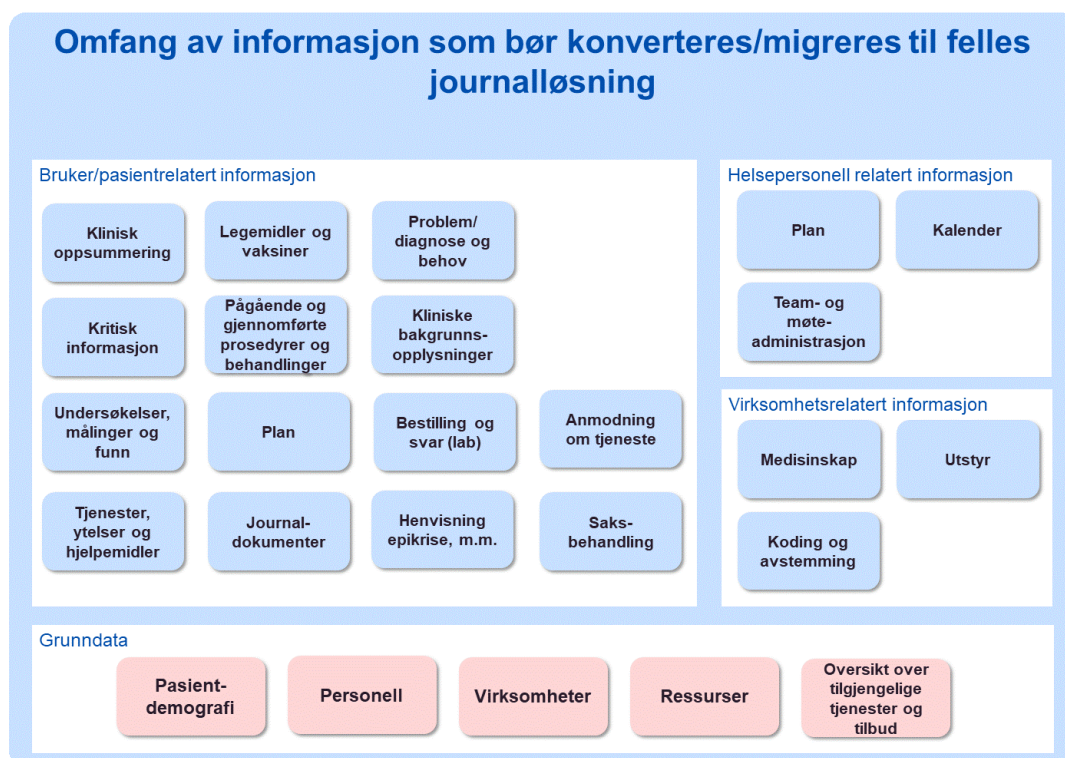 Omfang av informasjon som bør konverteres/migreres til felles
journalløsning
Bruker/pasientrelatert informasjon
Klinisk
oppsummering
Legemidler og
vaksiner
Problem/
diagnose og
behov
Kritisk
informasjon
Pågående og
gjennomførte
prosedyrer og
behandlinger
Kliniske
bakgrunns-
opplysninger
Undersøkelser,
målinger og
funn
Plan
Bestilling og
svar (lab)
Anmodning
om tjeneste
Tjenester,
ytelser og
hjelpemidler
Journal-
dokumenter
Henvisning
epikrise, m.m.
Saks-
behandling
Helsepersonell relatert informasjon
Plan
Kalender
Team- og
møte-
administrasjon
Virksomhetsrelatert informasjon
Medisinskap
Utstyr
Koding og
avstemming
Grunndata
Pasient-
demografi
Personell
Virksomheter
Ressurser
Oversikt over
tilgjengelige
tjenester og
tilbud